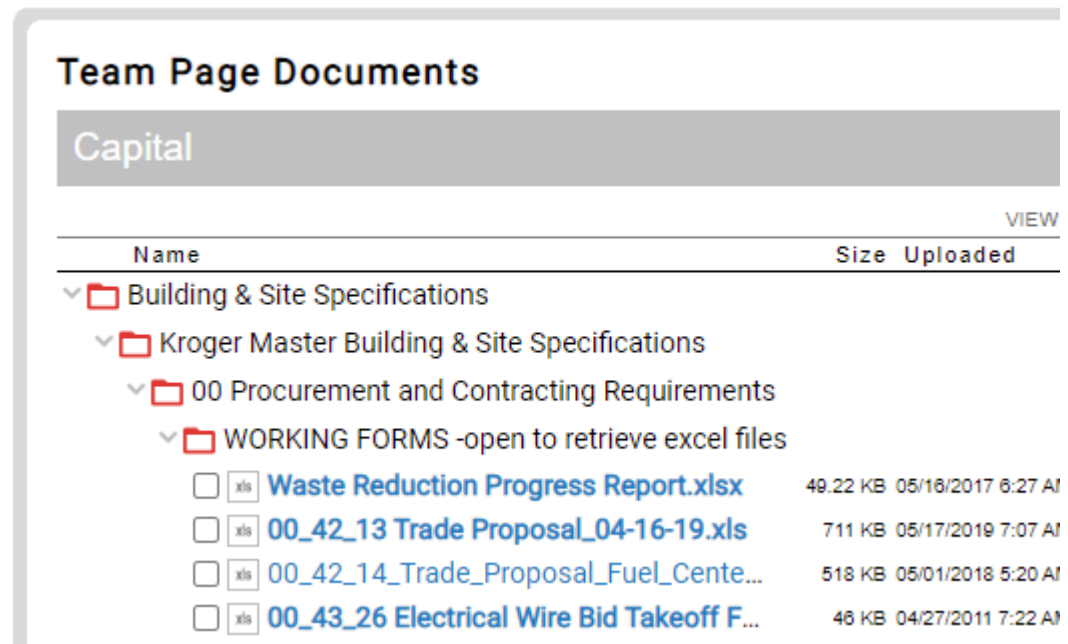 Team Page Documents
Capital
VIEW
Name Size Uploaded
Building & Site Specifications
Kroger Master Building & Site Specifications
00 Procurement and Contracting Requirements
WORKING FORMS -open to retrieve excel files
xls Waste Reduction Progress Report.xlsx 49.22 KB 05/16/2017 6:27 AM
xls 00_42_13 Trade Proposal_04-16-19.xls 711 KB 05/17/2019 7:07 AM
xls 00_42_14_Trade_Proposal_Fuel_Cente... 518 KB 05/01/2018 5:20 AM
xls 00_43_26 Electrical Wire Bid Takeoff F... 46 KB 04/27/2011 7:22 AM